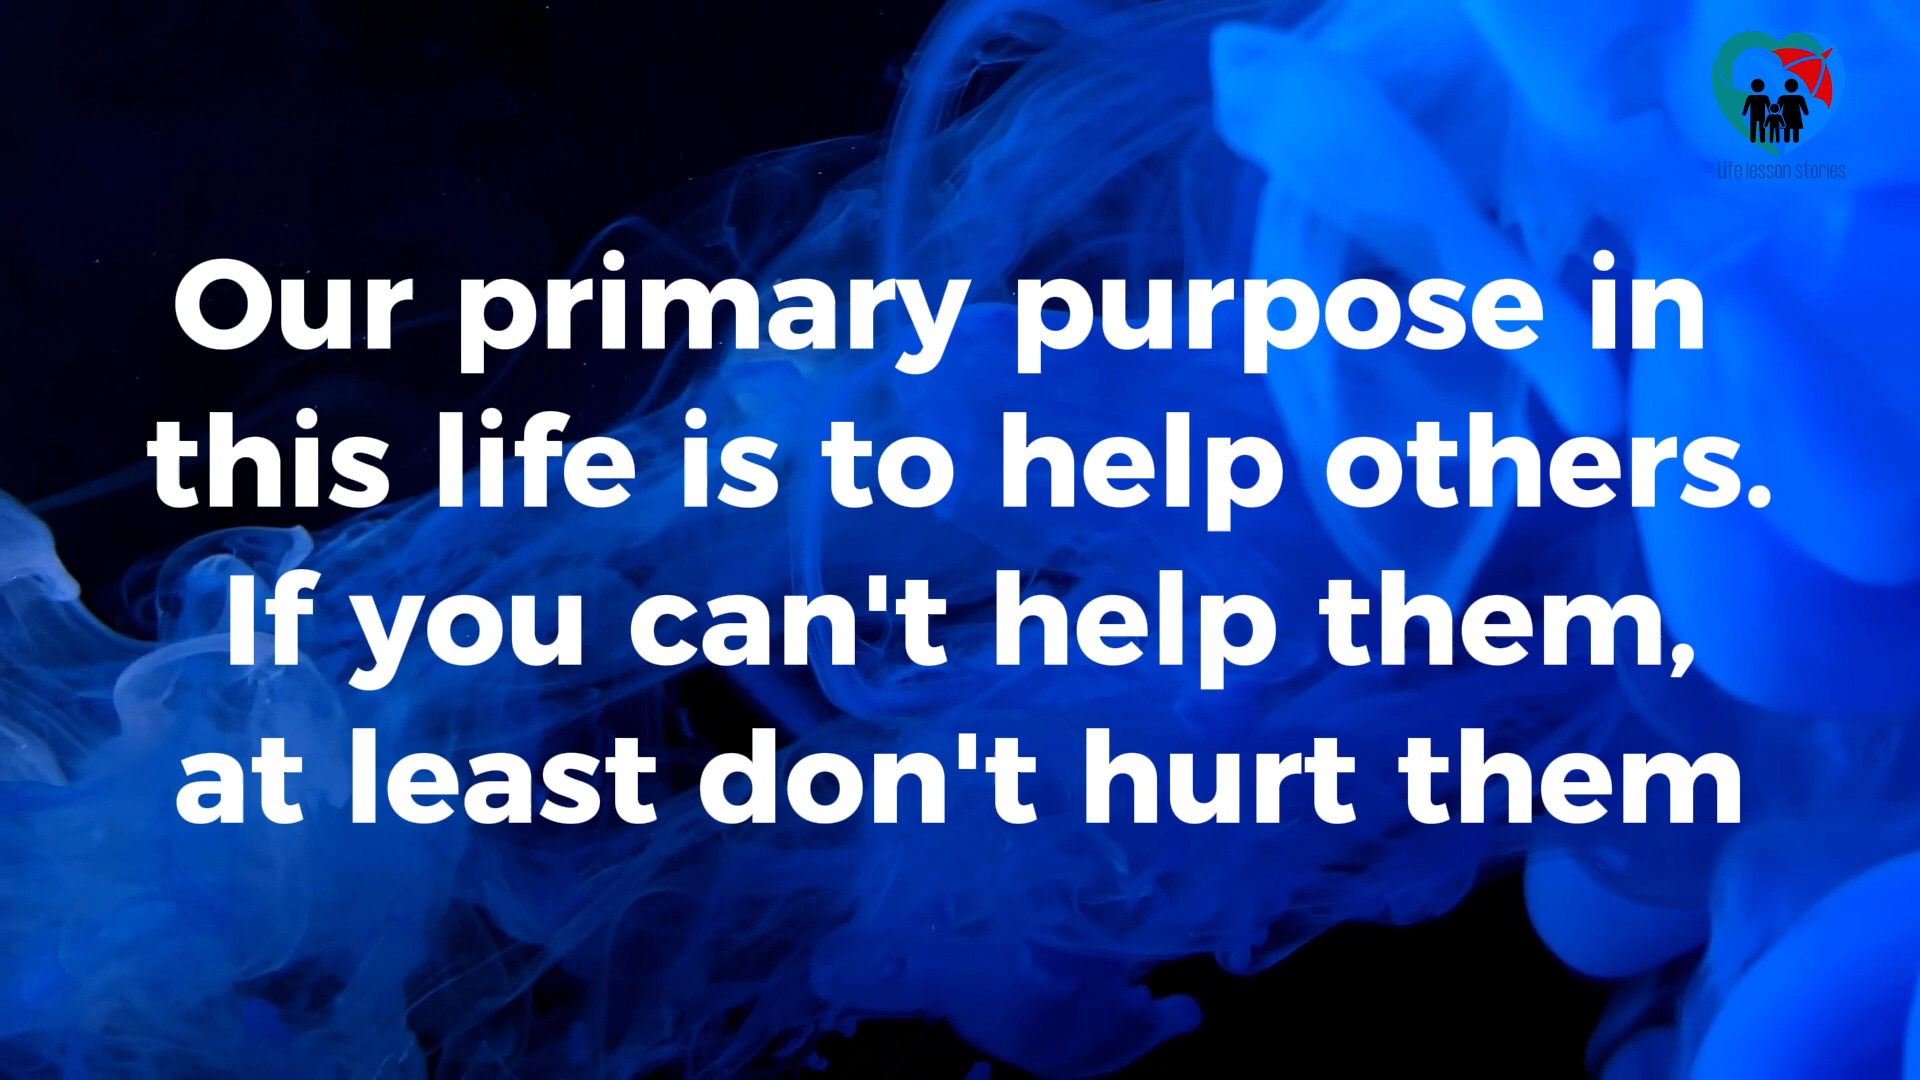 Life lesson stories
Our primary purpose in
this life is to help others.
If you can't help them,
at least don't hurt them